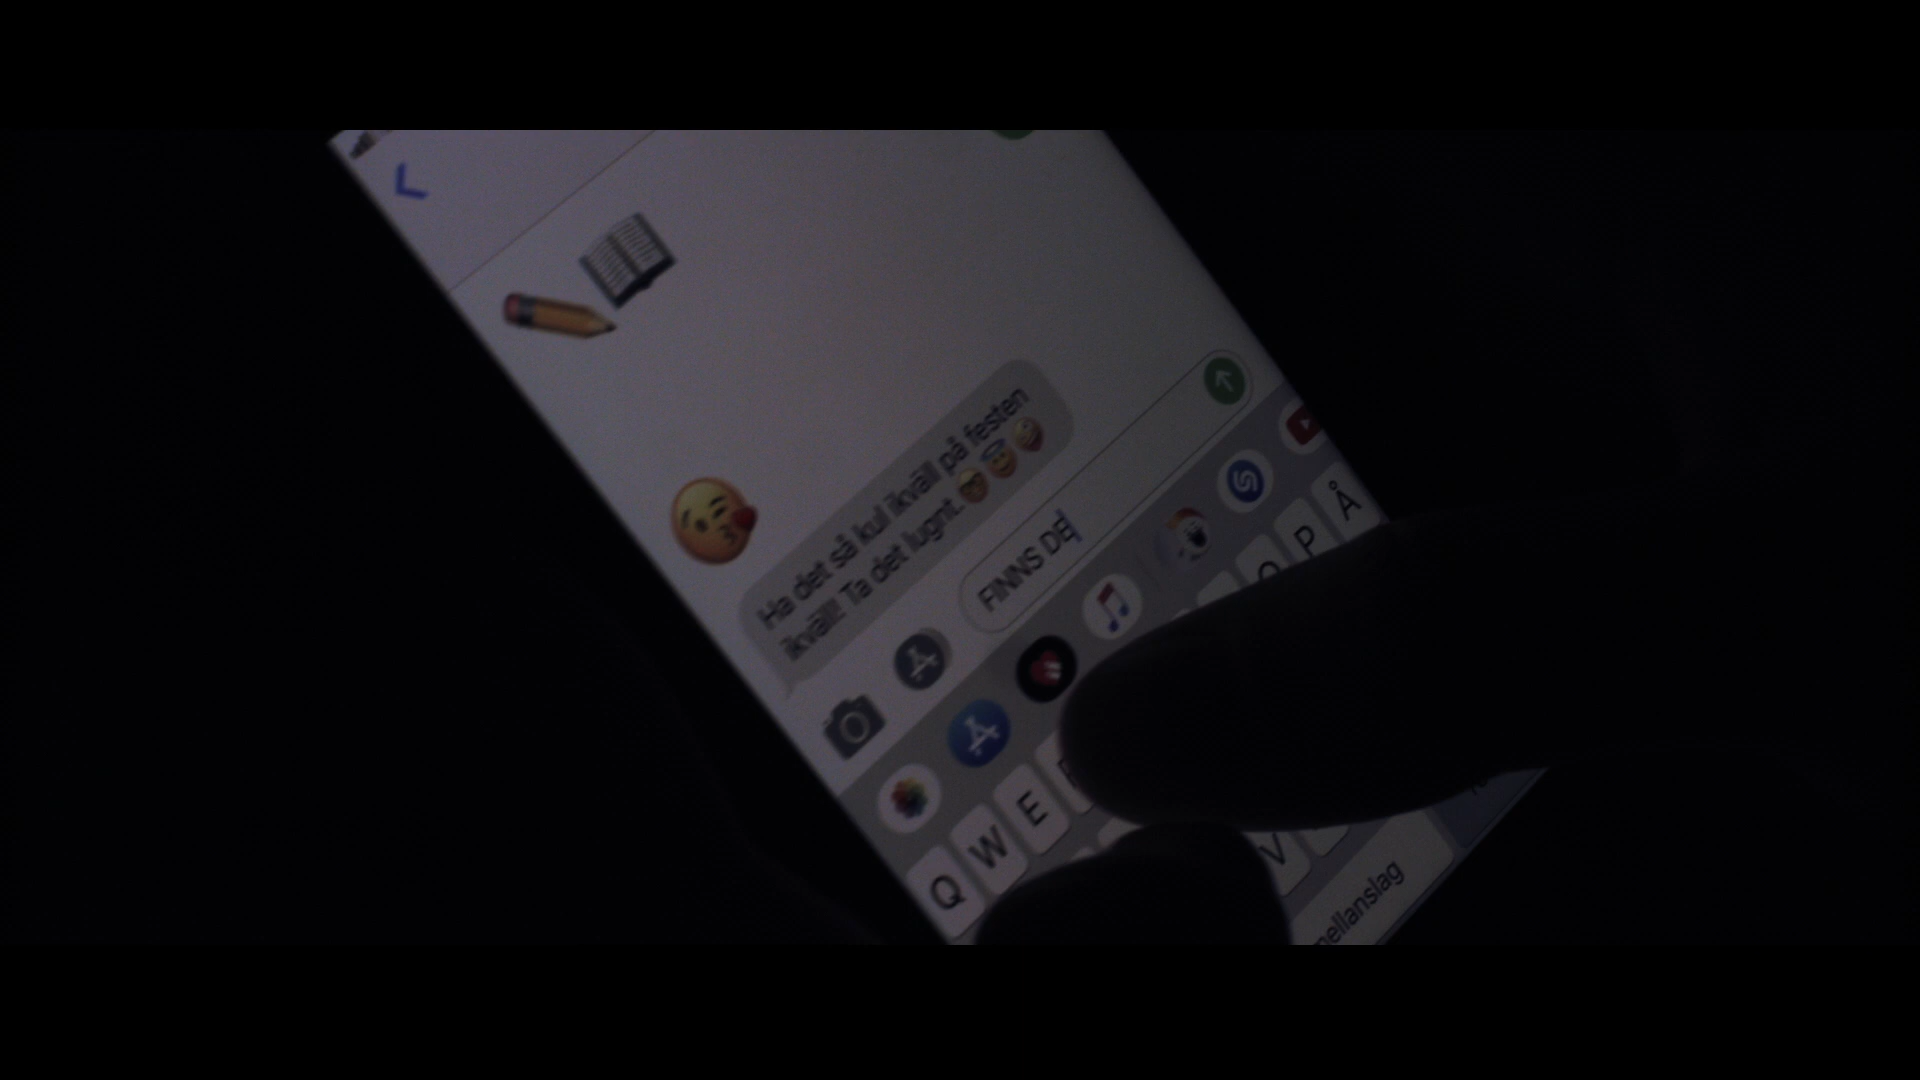 Ha det så kul ikväll på festen
ikväll! Ta det lugnt.
FINNS DE
Q W E P Å
V
mellanslag